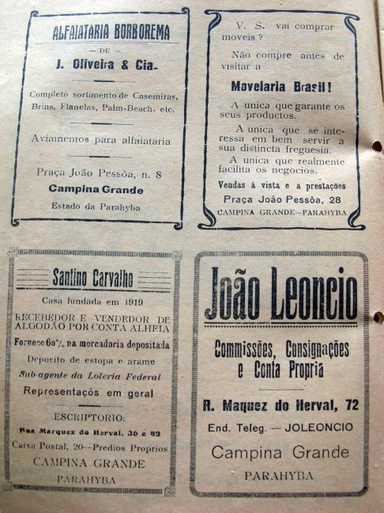 ALFAIATARIA BORBOREMA
— DE —
J. Oliveira & Cia.
Completo sortimento de Casemiras,
Brins, Flanelas, Palm-Beach, etc.
Aviamentos para alfaiataria
Praça João Pessôa, n. 8
Campina Grande
Estado da Parahyba
V. S. vai comprar
moveis ?
Não compre antes de
visitar a
Movelaria Brasil!
A unica que garante os
seus productos.
A unica que se inte-
ressa em bem servir a
sua distincta freguesia.
A unica que realmente
facilita os negocios.
Vendas á vista e a prestações
Praça João Pessôa, 28
CAMPINA GRANDE—PARAHYBA
Santino Carvalho
Casa fundada em 1919
RECEBEDOR E VENDEDOR DE
ALGODÃO POR CONTA ALHEIA
Fornece 60% na mercadoria depositada
Deposito de estopa e arame
Sub-agente da Loteria Federal
Representaçõs em geral
ESCRIPTORIO:
Rua Marquez do Herval, 36 e 82
Caixa Postal, 20—Predios Proprios
CAMPINA GRANDE
PARAHYBA
João Leoncio
Commissões, Consignações
e Conta Propria
R. Maquez do Herval, 72
End. Teleg. — JOLEONCIO
Campina Grande
PARAHYBA